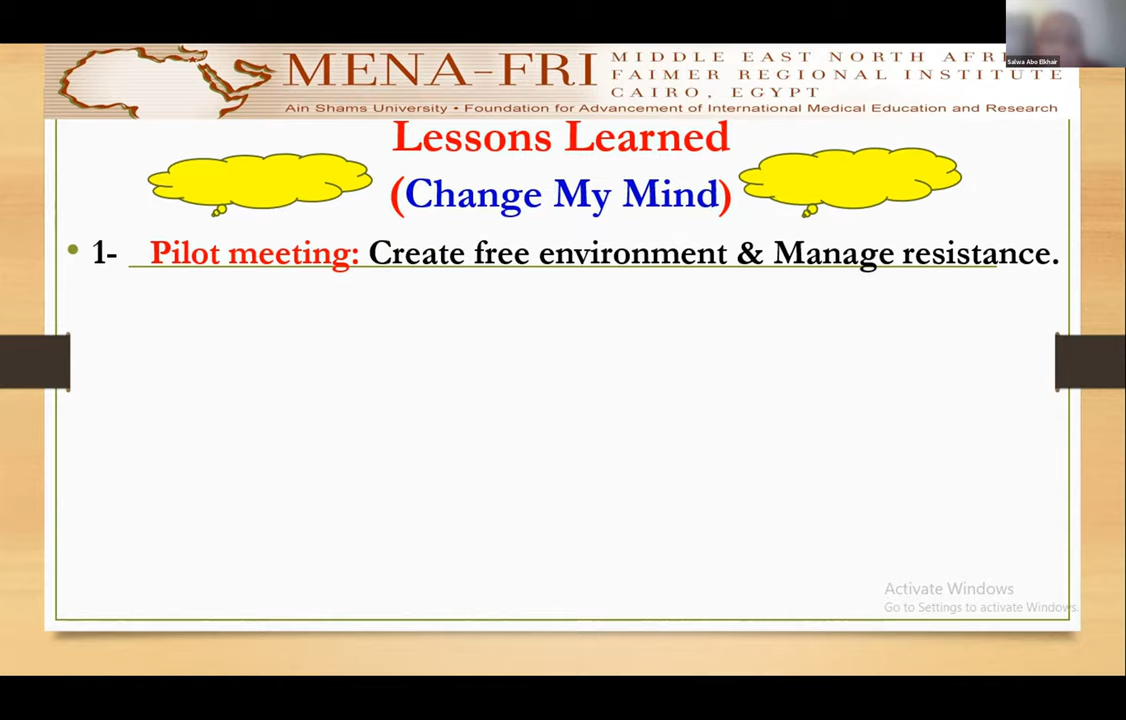 MENA-FRI
MIDDLE EAST NORTH AFR
FAIMER REGIONAL INSTITUTE
CAIRO, EGYPT
Ain Shams University • Foundation for Advancement of International Medical Education and Research
Salwa Abo Elkhair
Lessons Learned
(Change My Mind)
• 1- Pilot meeting: Create free environment & Manage resistance.
Activate Windows
Go to Settings to activate Windows.